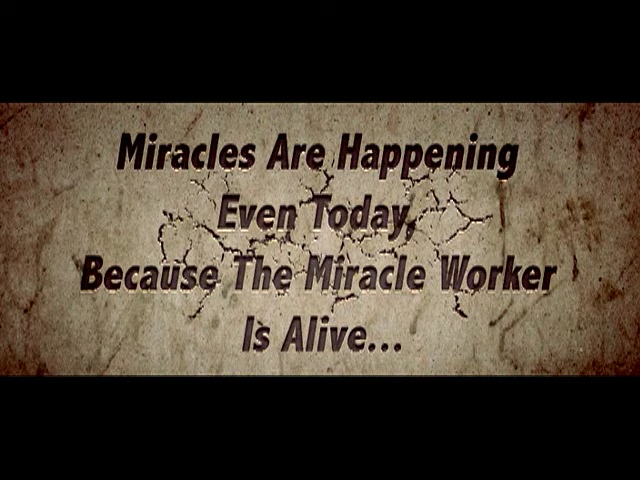 Miracles Are Happening
Even Today,
Because The Miracle Worker
Is Alive...